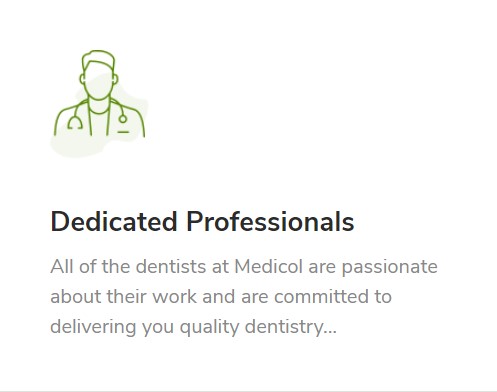 Dedicated Professionals
All of the dentists at Medicol are passionate
about their work and are committed to
delivering you quality dentistry...